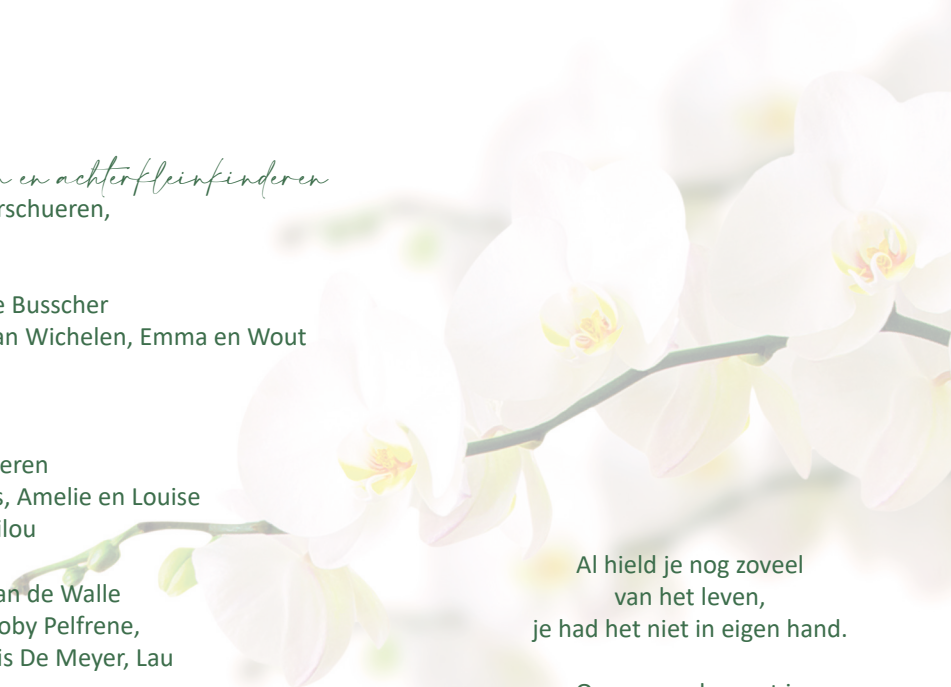 en achterkleinkinderen
rschueren,
e Busscher
an Wichelen, Emma en Wout
eren
s, Amelie en Louise
ilou
an de Walle
oby Pelfrene,
is De Meyer, Lau
Al hield je nog zoveel
van het leven,
je had het niet in eigen hand.